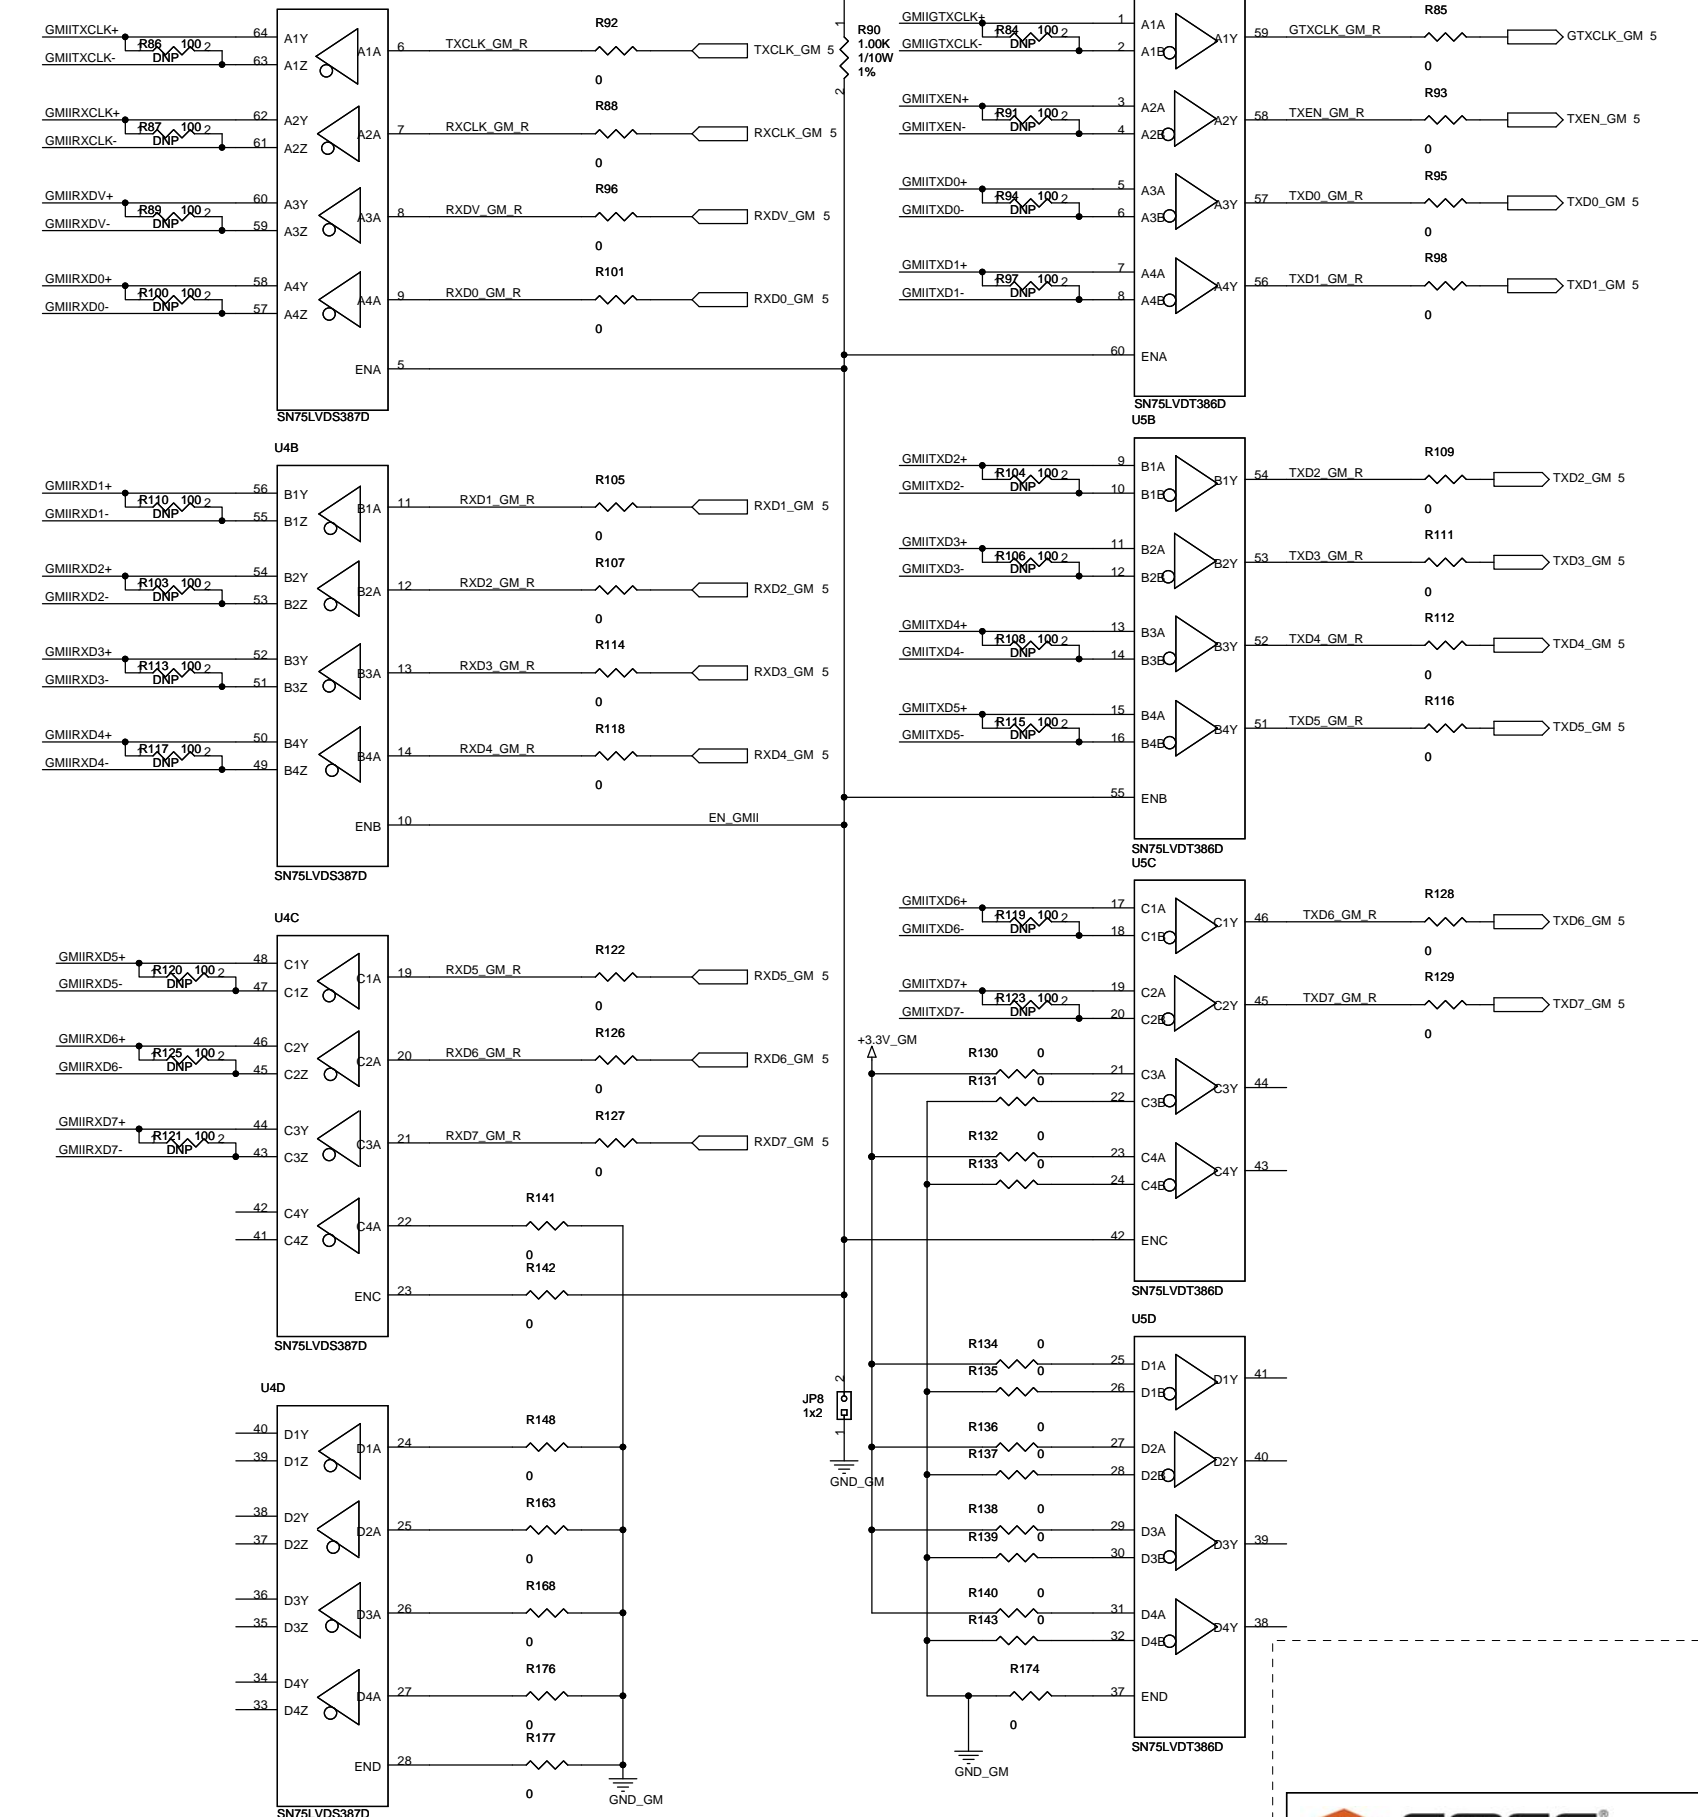 GMIITXCLK+ 64 A1Y
R86 100 1 2 DNP
GMIITXCLK- 63 A1Z
A1A 6 TXCLK_GM_R R92 0 TXCLK_GM 5
GMIIRXCLK+ 62 A2Y
R87 100 1 2 DNP
GMIIRXCLK- 61 A2Z
A2A 7 RXCLK_GM_R R88 0 RXCLK_GM 5
GMIIRXDV+ 60 A3Y
R89 100 1 2 DNP
GMIIRXDV- 59 A3Z
A3A 8 RXDV_GM_R R96 0 RXDV_GM 5
GMIIRXD0+ 58 A4Y
R100 100 1 2 DNP
GMIIRXD0- 57 A4Z
A4A 9 RXD0_GM_R R101 0 RXD0_GM 5
ENA 5
SN75LVDS387D
U4B
GMIIRXD1+ 56 B1Y
R110 100 1 2 DNP
GMIIRXD1- 55 B1Z
B1A 11 RXD1_GM_R R105 0 RXD1_GM 5
GMIIRXD2+ 54 B2Y
R103 100 1 2 DNP
GMIIRXD2- 53 B2Z
B2A 12 RXD2_GM_R R107 0 RXD2_GM 5
GMIIRXD3+ 52 B3Y
R113 100 1 2 DNP
GMIIRXD3- 51 B3Z
B3A 13 RXD3_GM_R R114 0 RXD3_GM 5
GMIIRXD4+ 50 B4Y
R117 100 1 2 DNP
GMIIRXD4- 49 B4Z
B4A 14 RXD4_GM_R R118 0 RXD4_GM 5
ENB 10 EN_GMII
SN75LVDS387D
U4C
GMIIRXD5+ 48 C1Y
R120 100 1 2 DNP
GMIIRXD5- 47 C1Z
C1A 19 RXD5_GM_R R122 0 RXD5_GM 5
GMIIRXD6+ 46 C2Y
R125 100 1 2 DNP
GMIIRXD6- 45 C2Z
C2A 20 RXD6_GM_R R126 0 RXD6_GM 5
GMIIRXD7+ 44 C3Y
R121 100 1 2 DNP
GMIIRXD7- 43 C3Z
C3A 21 RXD7_GM_R R127 0 RXD7_GM 5
42 C4Y
41 C4Z
C4A 22 R141 0
ENC 23 R142 0
SN75LVDS387D
U4D
40 D1Y
39 D1Z
D1A 24 R148 0
38 D2Y
37 D2Z
D2A 25 R163 0
36 D3Y
35 D3Z
D3A 26 R168 0
34 D4Y
33 D4Z
D4A 27 R176 0
END 28 R177 0
GND_GM
SN75LVDS387D
1
R90
1.00K
1/10W
1%
2
2
JP8
1x2
1
GND_GM
GMIIGTXCLK+ 1 A1A
R84 100 1 2 DNP
GMIIGTXCLK- 2 A1B
A1Y 59 GTXCLK_GM_R R85 0 GTXCLK_GM 5
GMIITXEN+ 3 A2A
R91 100 1 2 DNP
GMIITXEN- 4 A2B
A2Y 58 TXEN_GM_R R93 0 TXEN_GM 5
GMIITXD0+ 5 A3A
R94 100 1 2 DNP
GMIITXD0- 6 A3B
A3Y 57 TXD0_GM_R R95 0 TXD0_GM 5
GMIITXD1+ 7 A4A
R97 100 1 2 DNP
GMIITXD1- 8 A4B
A4Y 56 TXD1_GM_R R98 0 TXD1_GM 5
60 ENA
SN75LVDT386D
U5B
GMIITXD2+ 9 B1A
R104 100 1 2 DNP
GMIITXD2- 10 B1B
B1Y 54 TXD2_GM_R R109 0 TXD2_GM 5
GMIITXD3+ 11 B2A
R106 100 1 2 DNP
GMIITXD3- 12 B2B
B2Y 53 TXD3_GM_R R111 0 TXD3_GM 5
GMIITXD4+ 13 B3A
R108 100 1 2 DNP
GMIITXD4- 14 B3B
B3Y 52 TXD4_GM_R R112 0 TXD4_GM 5
GMIITXD5+ 15 B4A
R115 100 1 2 DNP
GMIITXD5- 16 B4B
B4Y 51 TXD5_GM_R R116 0 TXD5_GM 5
55 ENB
SN75LVDT386D
U5C
GMIITXD6+ 17 C1A
R119 100 1 2 DNP
GMIITXD6- 18 C1B
C1Y 46 TXD6_GM_R R128 0 TXD6_GM 5
GMIITXD7+ 19 C2A
R123 100 1 2 DNP
GMIITXD7- 20 C2B
C2Y 45 TXD7_GM_R R129 0 TXD7_GM 5
+3.3V_GM
R130 0 21 C3A
R131 0 22 C3B
C3Y 44
R132 0 23 C4A
R133 0 24 C4B
C4Y 43
42 ENC
SN75LVDT386D
U5D
R134 0 25 D1A
R135 0 26 D1B
D1Y 41
R136 0 27 D2A
R137 0 28 D2B
D2Y 40
R138 0 29 D3A
R139 0 30 D3B
D3Y 39
R140 0 31 D4A
R143 0 32 D4B
D4Y 38
R174 0 37 END
GND_GM
SN75LVDT386D
®